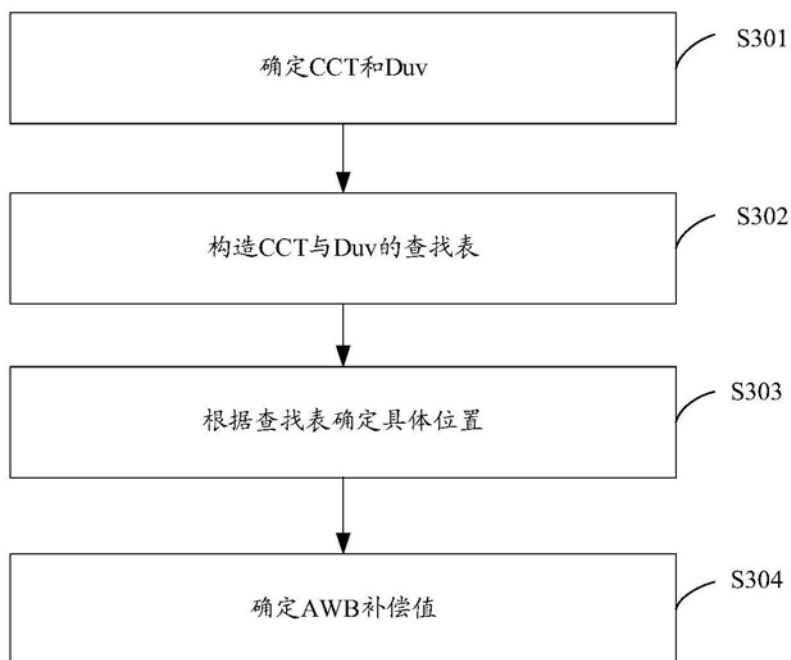 S301
确定CCT和Duv
S302
构造CCT与Duv的查找表
S303
根据查找表确定具体位置
S304
确定AWB补偿值